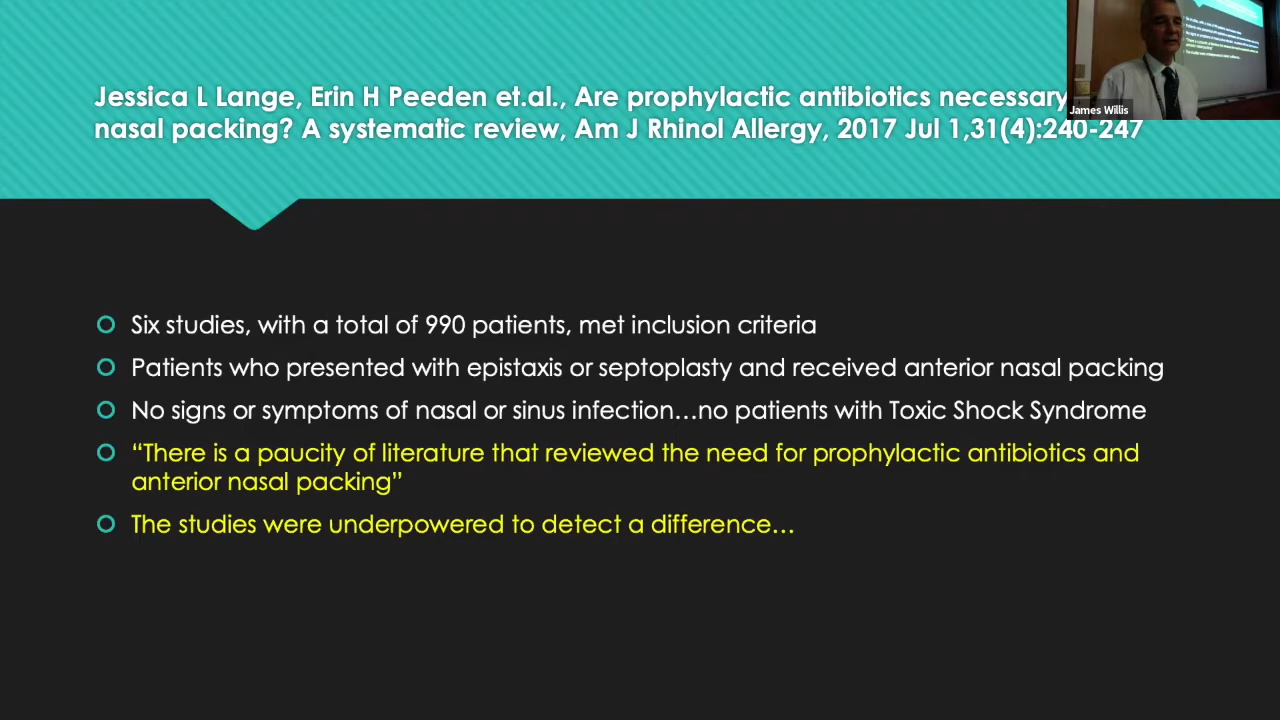 Jessica L Lange, Erin H Peeden et.al., Are prophylactic antibiotics necessary
nasal packing? A systematic review, Am J Rhinol Allergy, 2017 Jul 1,31(4):240-247
James Willis
Six studies, with a total of 990 patients, met inclusion criteria
Patients who presented with epistaxis or septoplasty and received anterior nasal packing
No signs or symptoms of nasal or sinus infection…no patients with Toxic Shock Syndrome
“There is a paucity of literature that reviewed the need for prophylactic antibiotics and
anterior nasal packing”
The studies were underpowered to detect a difference…